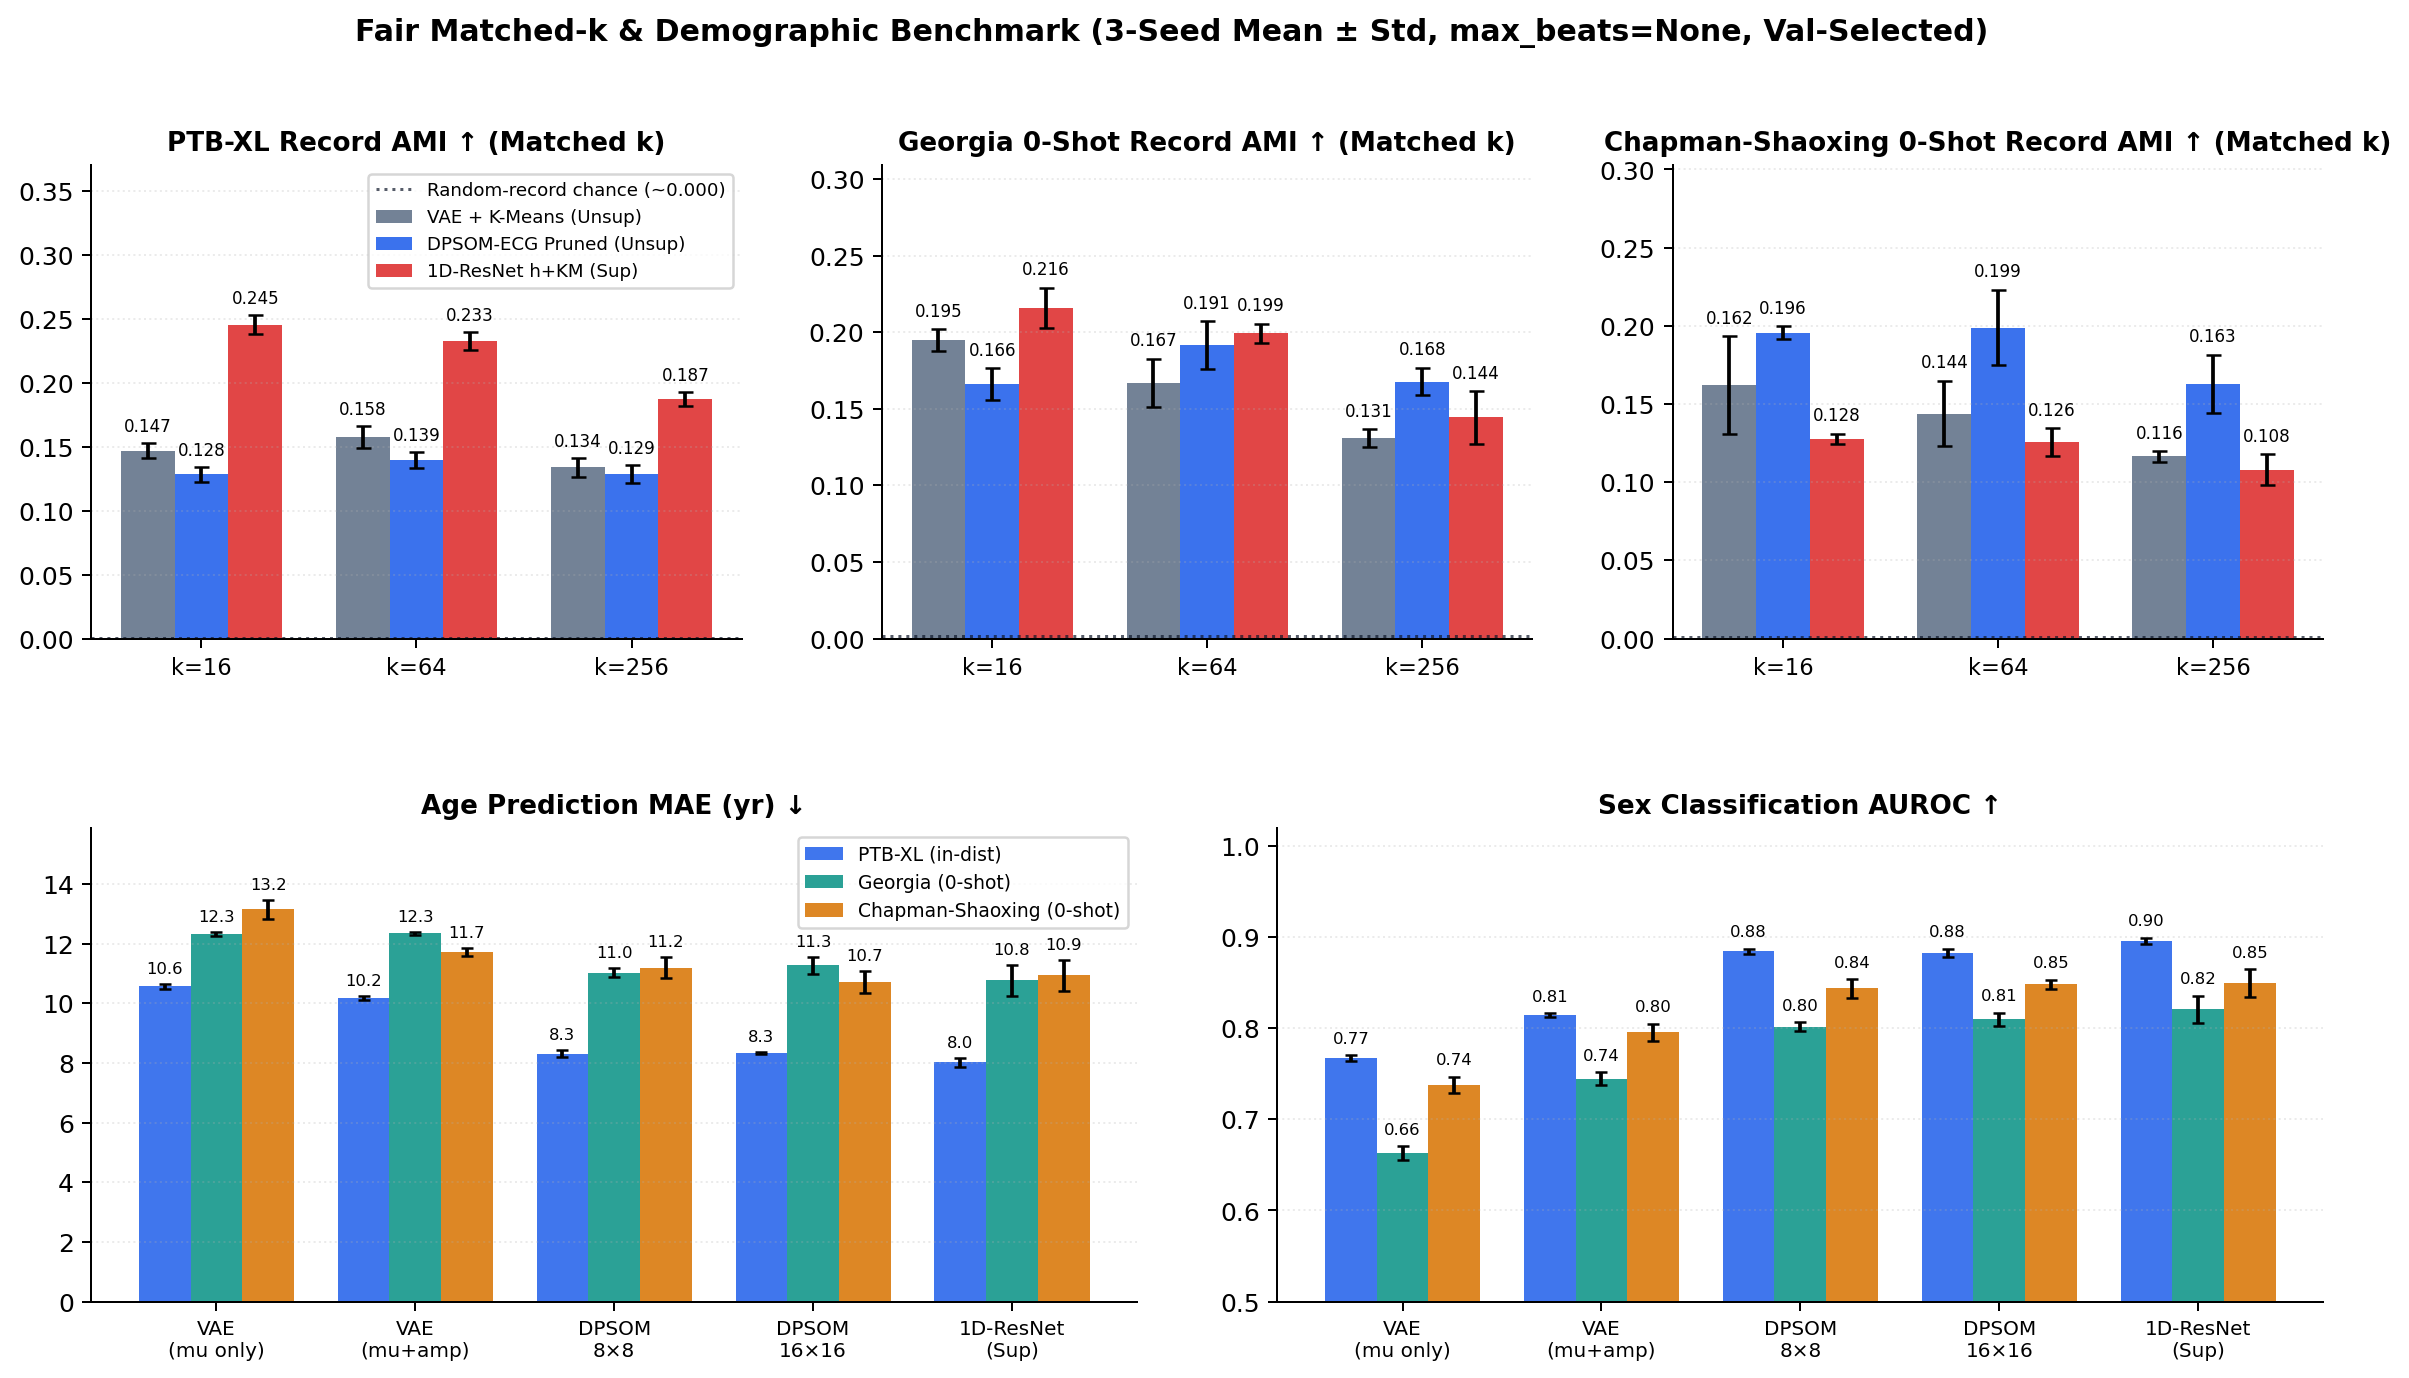 Fair Matched-k & Demographic Benchmark (3-Seed Mean ± Std, max_beats=None, Val-Selected)
PTB-XL Record AMI ↑ (Matched k)
0.35
0.30
0.25
0.20
0.15
0.10
0.05
0.00
Random-record chance (~0.000)
VAE + K-Means (Unsup)
DPSOM-ECG Pruned (Unsup)
1D-ResNet h+KM (Sup)
0.147
0.128
0.245
0.158
0.139
0.233
0.134
0.129
0.187
k=16
k=64
k=256
Georgia 0-Shot Record AMI ↑ (Matched k)
0.30
0.25
0.20
0.15
0.10
0.05
0.00
0.195
0.166
0.216
0.167
0.191
0.199
0.131
0.168
0.144
k=16
k=64
k=256
Chapman-Shaoxing 0-Shot Record AMI ↑ (Matched k)
0.30
0.25
0.20
0.15
0.10
0.05
0.00
0.162
0.196
0.128
0.144
0.199
0.126
0.116
0.163
0.108
k=16
k=64
k=256
Age Prediction MAE (yr) ↓
14
12
10
8
6
4
2
0
PTB-XL (in-dist)
Georgia (0-shot)
Chapman-Shaoxing (0-shot)
10.6
12.3
13.2
10.2
12.3
11.7
8.3
11.0
11.2
8.3
11.3
10.7
8.0
10.8
10.9
VAE
(mu only)
VAE
(mu+amp)
DPSOM
8×8
DPSOM
16×16
1D-ResNet
(Sup)
Sex Classification AUROC ↑
1.0
0.9
0.8
0.7
0.6
0.5
0.77
0.66
0.74
0.81
0.74
0.80
0.88
0.80
0.84
0.88
0.81
0.85
0.90
0.82
0.85
VAE
(mu only)
VAE
(mu+amp)
DPSOM
8×8
DPSOM
16×16
1D-ResNet
(Sup)